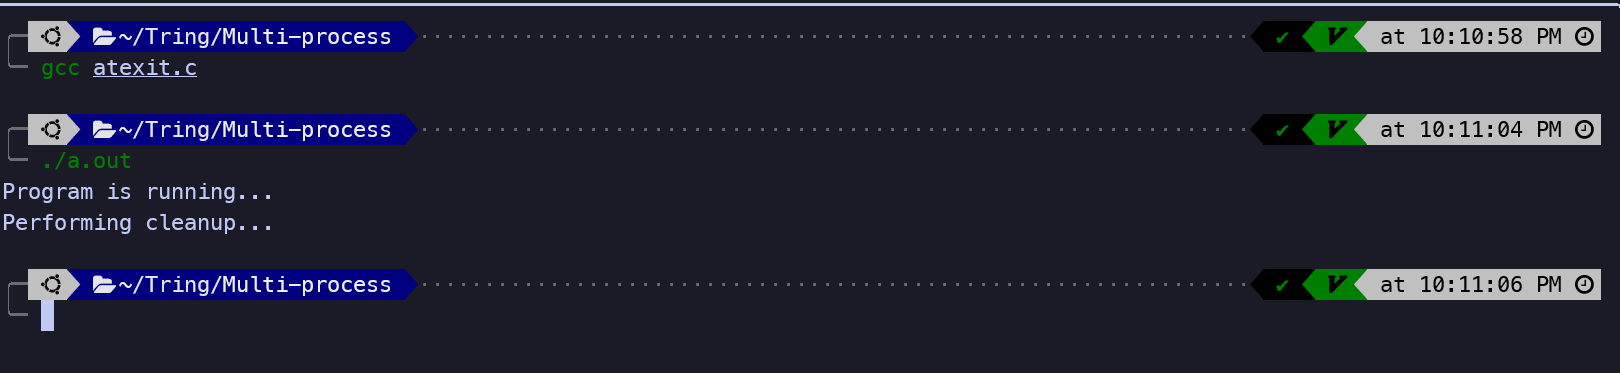 ~/Tring/Multi-process ✔ V at 10:10:58 PM
gcc atexit.c
~/Tring/Multi-process ✔ V at 10:11:04 PM
./a.out
Program is running...
Performing cleanup...
~/Tring/Multi-process ✔ V at 10:11:06 PM